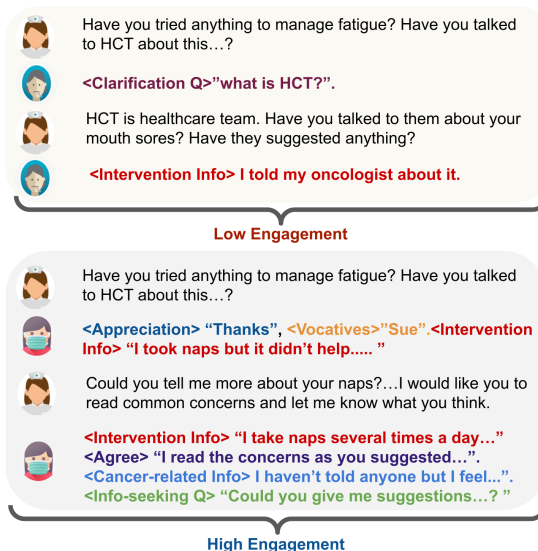 Have you tried anything to manage fatigue? Have you talked
to HCT about this…?
<Clarification Q>”what is HCT?”.
HCT is healthcare team. Have you talked to them about your
mouth sores? Have they suggested anything?
<Intervention Info> I told my oncologist about it.
Low Engagement
Have you tried anything to manage fatigue? Have you talked
to HCT about this…?
<Appreciation> “Thanks”, <Vocatives>”Sue”.<Intervention
Info> “I took naps but it didn’t help..... ”
Could you tell me more about your naps?…I would like you to
read common concerns and let me know what you think.
<Intervention Info> “I take naps several times a day…”
<Agree> “I read the concerns as you suggested…”.
<Cancer-related Info> I haven’t told anyone but I feel...”.
<Info-seeking Q> “Could you give me suggestions…? ”
High Engagement